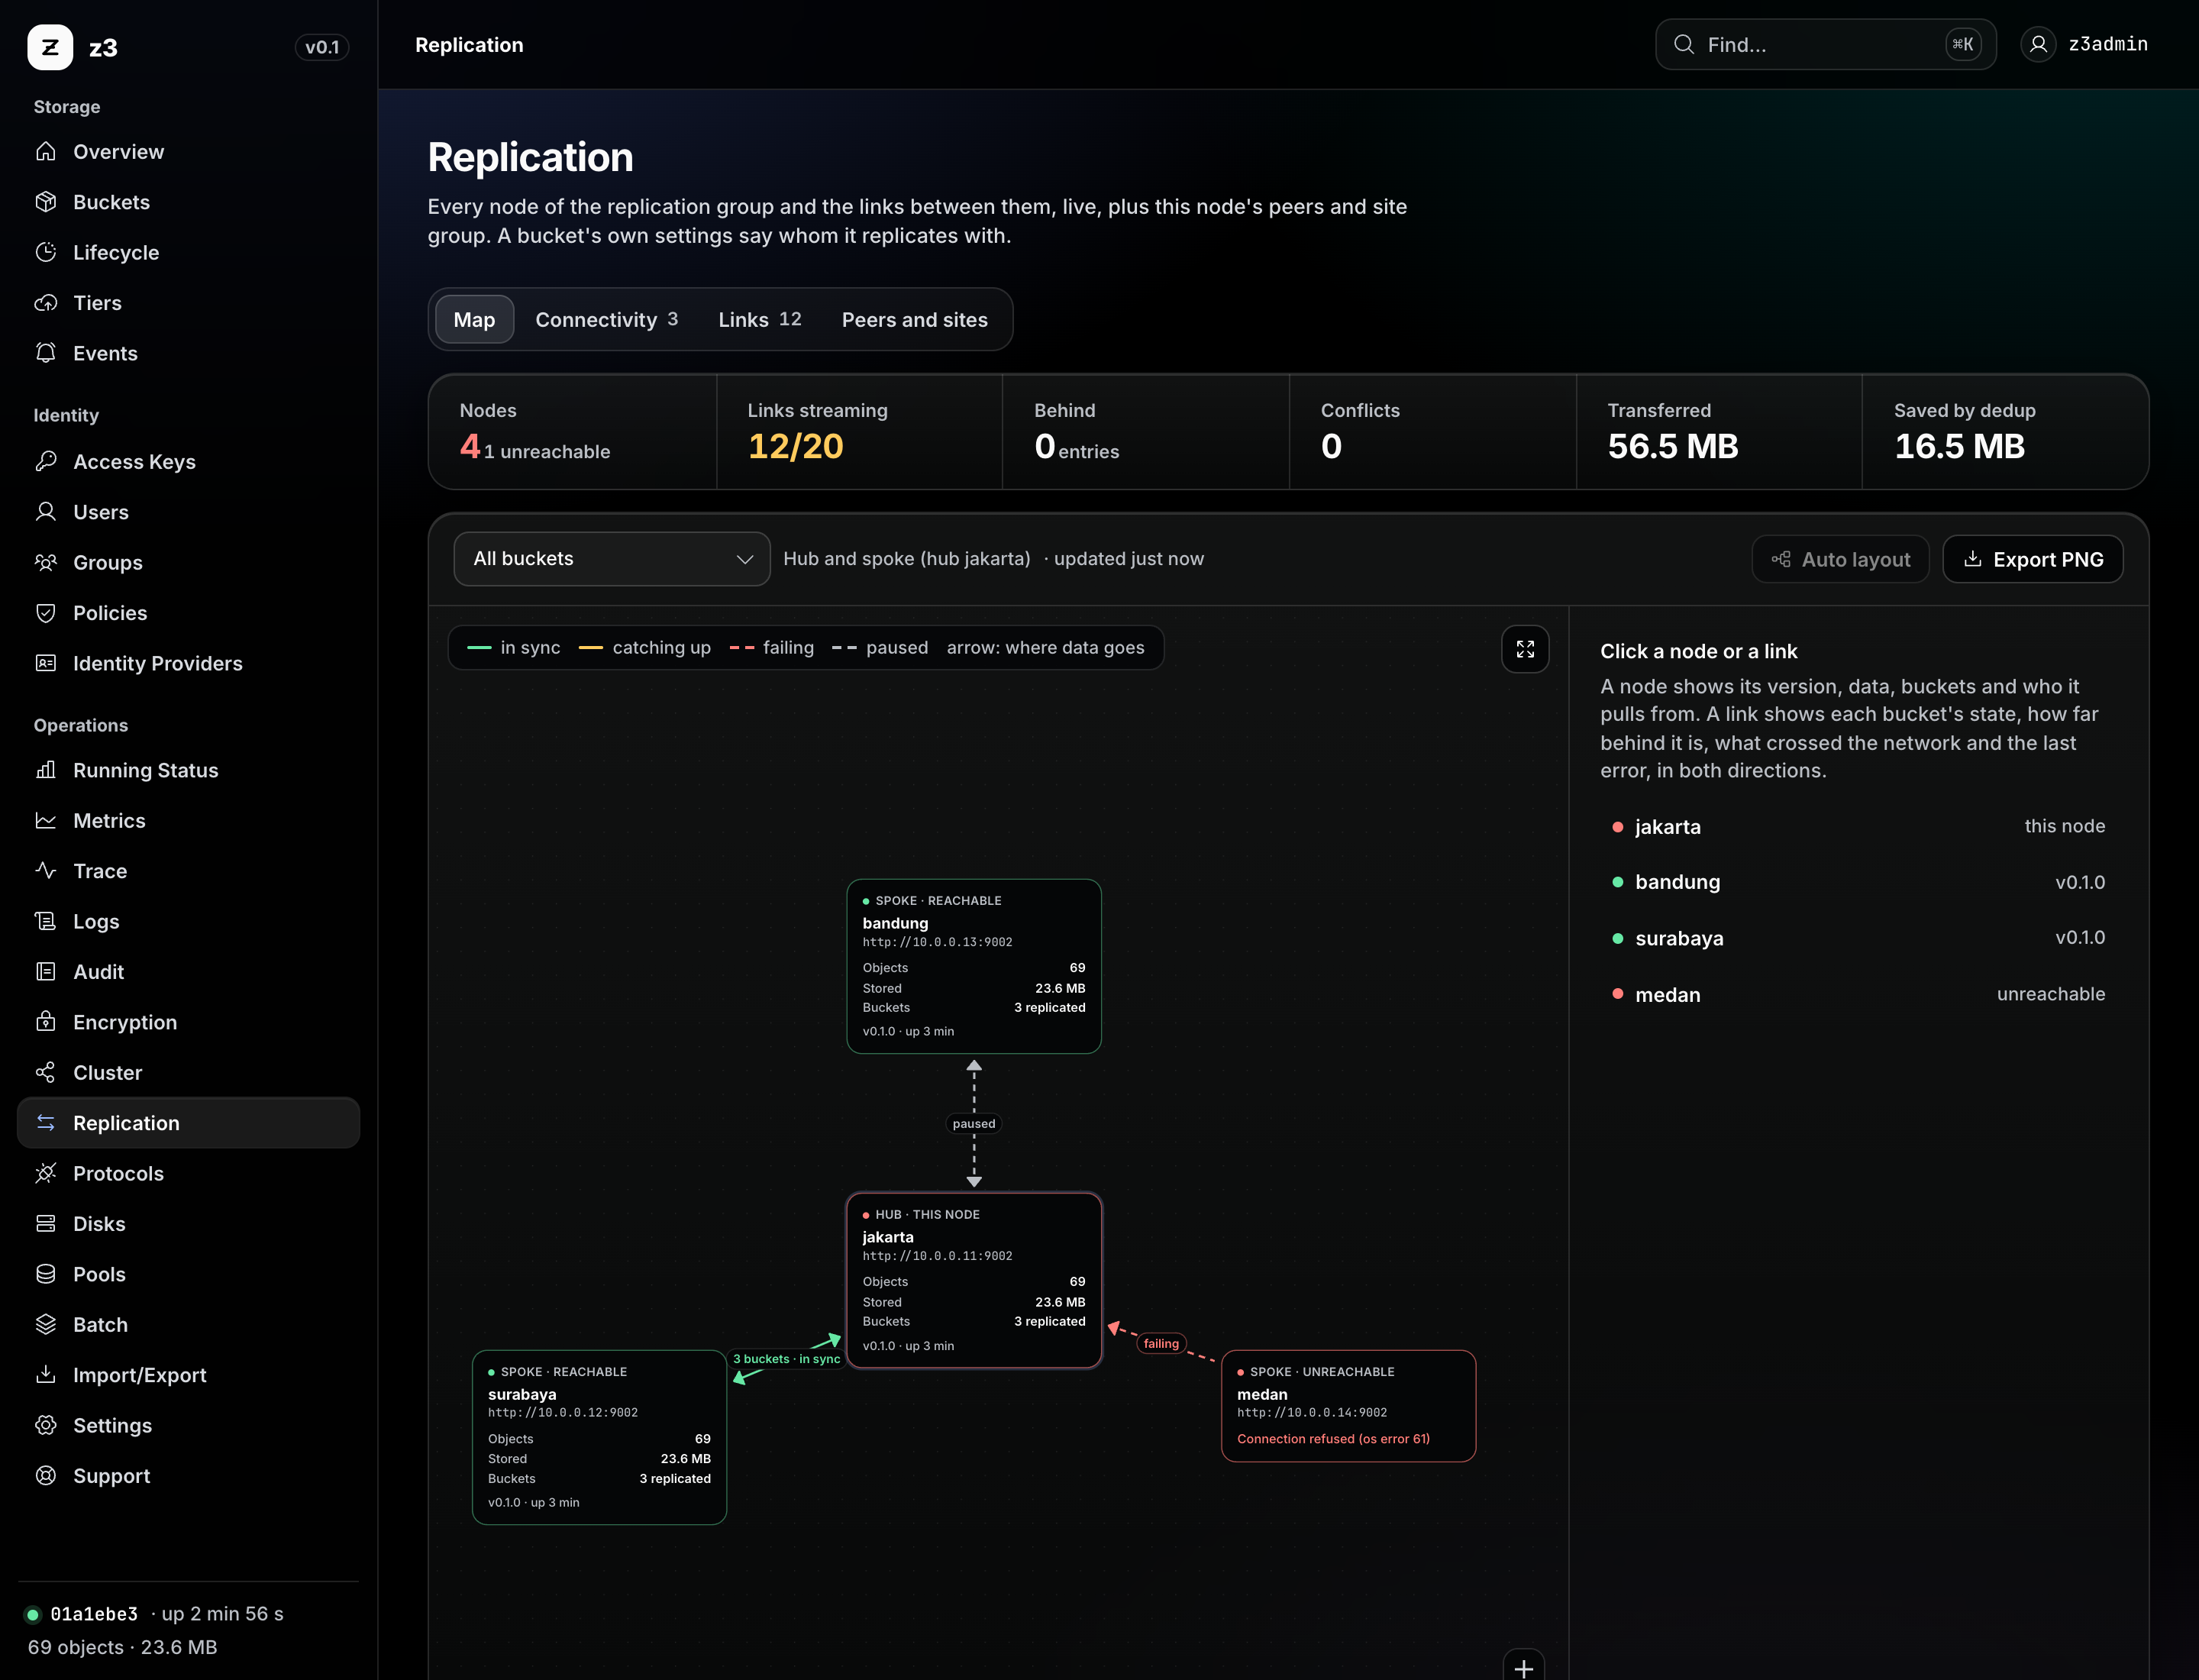 z3
v0.1
Storage
Overview
Buckets
Lifecycle
Tiers
Events
Identity
Access Keys
Users
Groups
Policies
Identity Providers
Operations
Running Status
Metrics
Trace
Logs
Audit
Encryption
Cluster
Replication
Protocols
Disks
Pools
Batch
Import/Export
Settings
Support
01a1ebe3 · up 2 min 56 s
69 objects · 23.6 MB
Replication
Find...
⌘K
z3admin
Replication
Every node of the replication group and the links between them, live, plus this node's peers and site
group. A bucket's own settings say whom it replicates with.
Map
Connectivity 3
Links 12
Peers and sites
Nodes
4 1 unreachable
Links streaming
12/20
Behind
0 entries
Conflicts
0
Transferred
56.5 MB
Saved by dedup
16.5 MB
All buckets
Hub and spoke (hub jakarta) · updated just now
Auto layout
Export PNG
in sync
catching up
failing
paused
arrow: where data goes
SPOKE · REACHABLE
bandung
http://10.0.0.13:9002
Objects 69
Stored 23.6 MB
Buckets 3 replicated
v0.1.0 · up 3 min
paused
HUB · THIS NODE
jakarta
http://10.0.0.11:9002
Objects 69
Stored 23.6 MB
Buckets 3 replicated
v0.1.0 · up 3 min
3 buckets · in sync
failing
SPOKE · REACHABLE
surabaya
http://10.0.0.12:9002
Objects 69
Stored 23.6 MB
Buckets 3 replicated
v0.1.0 · up 3 min
SPOKE · UNREACHABLE
medan
http://10.0.0.14:9002
Connection refused (os error 61)
Click a node or a link
A node shows its version, data, buckets and who it
pulls from. A link shows each bucket's state, how far
behind it is, what crossed the network and the last
error, in both directions.
jakarta this node
bandung v0.1.0
surabaya v0.1.0
medan unreachable